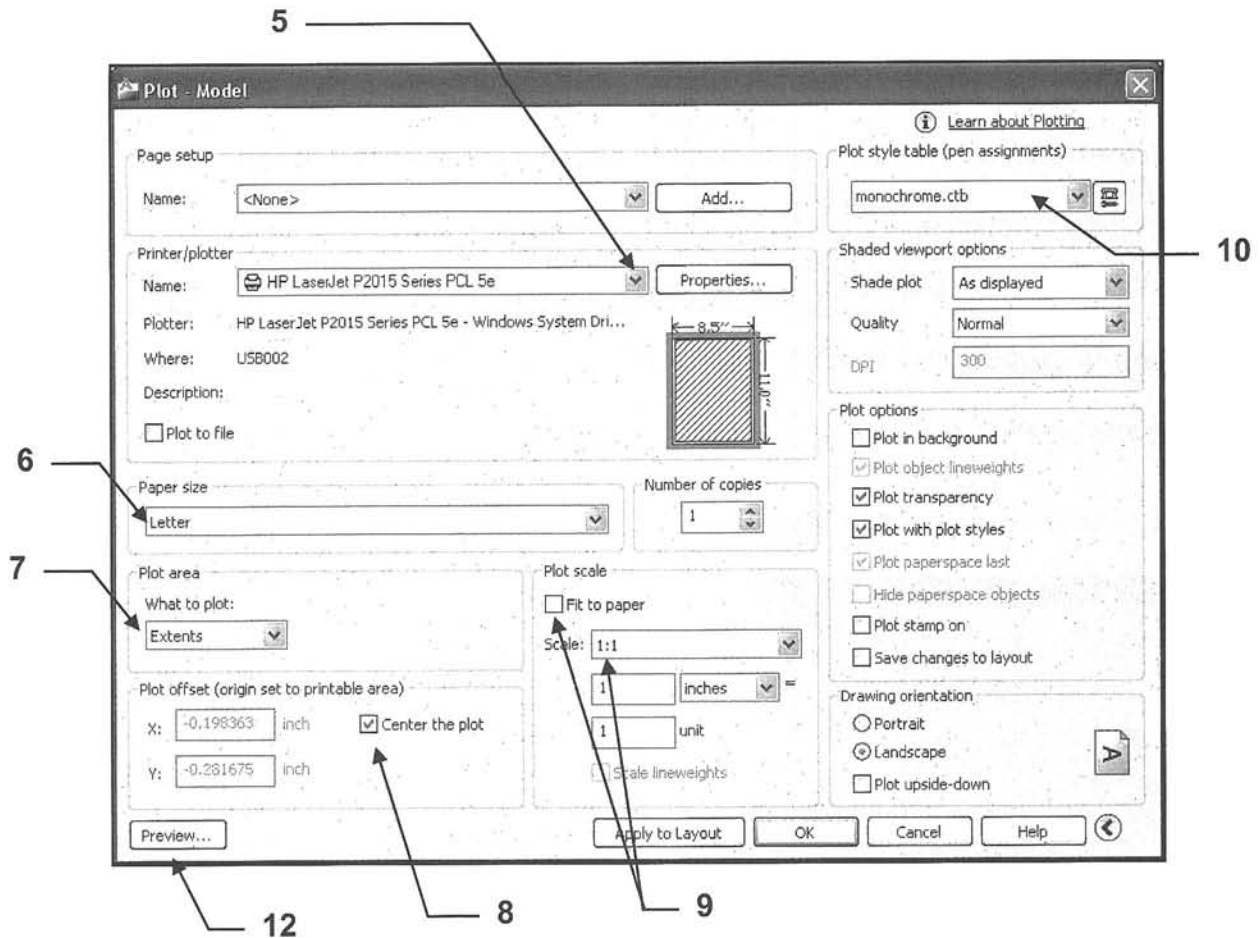 5
Plot - Model
Learn about Plotting
Page setup
Name: <None> Add...
Plot style table (pen assignments)
monochrome.ctb
10
Printer/plotter
Name: HP LaserJet P2015 Series PCL 5e Properties...
Plotter: HP LaserJet P2015 Series PCL 5e - Windows System Dri...
Where: USB002
Description:
Plot to file
8.5″
11.0″
Shaded viewport options
Shade plot As displayed
Quality Normal
DPI 300
6
Paper size
Letter
Number of copies
1
Plot options
Plot in background
Plot object lineweights
Plot transparency
Plot with plot styles
Plot paperspace last
Hide paperspace objects
Plot stamp on
Save changes to layout
7
Plot area
What to plot:
Extents
Plot scale
Fit to paper
Scale: 1:1
1 inches =
1 unit
Scale lineweights
Plot offset (origin set to printable area)
X: -0.198363 inch
Center the plot
Y: -0.281675 inch
Drawing orientation
Portrait
Landscape
Plot upside-down
A
Preview... Apply to Layout OK Cancel Help
12
8
9